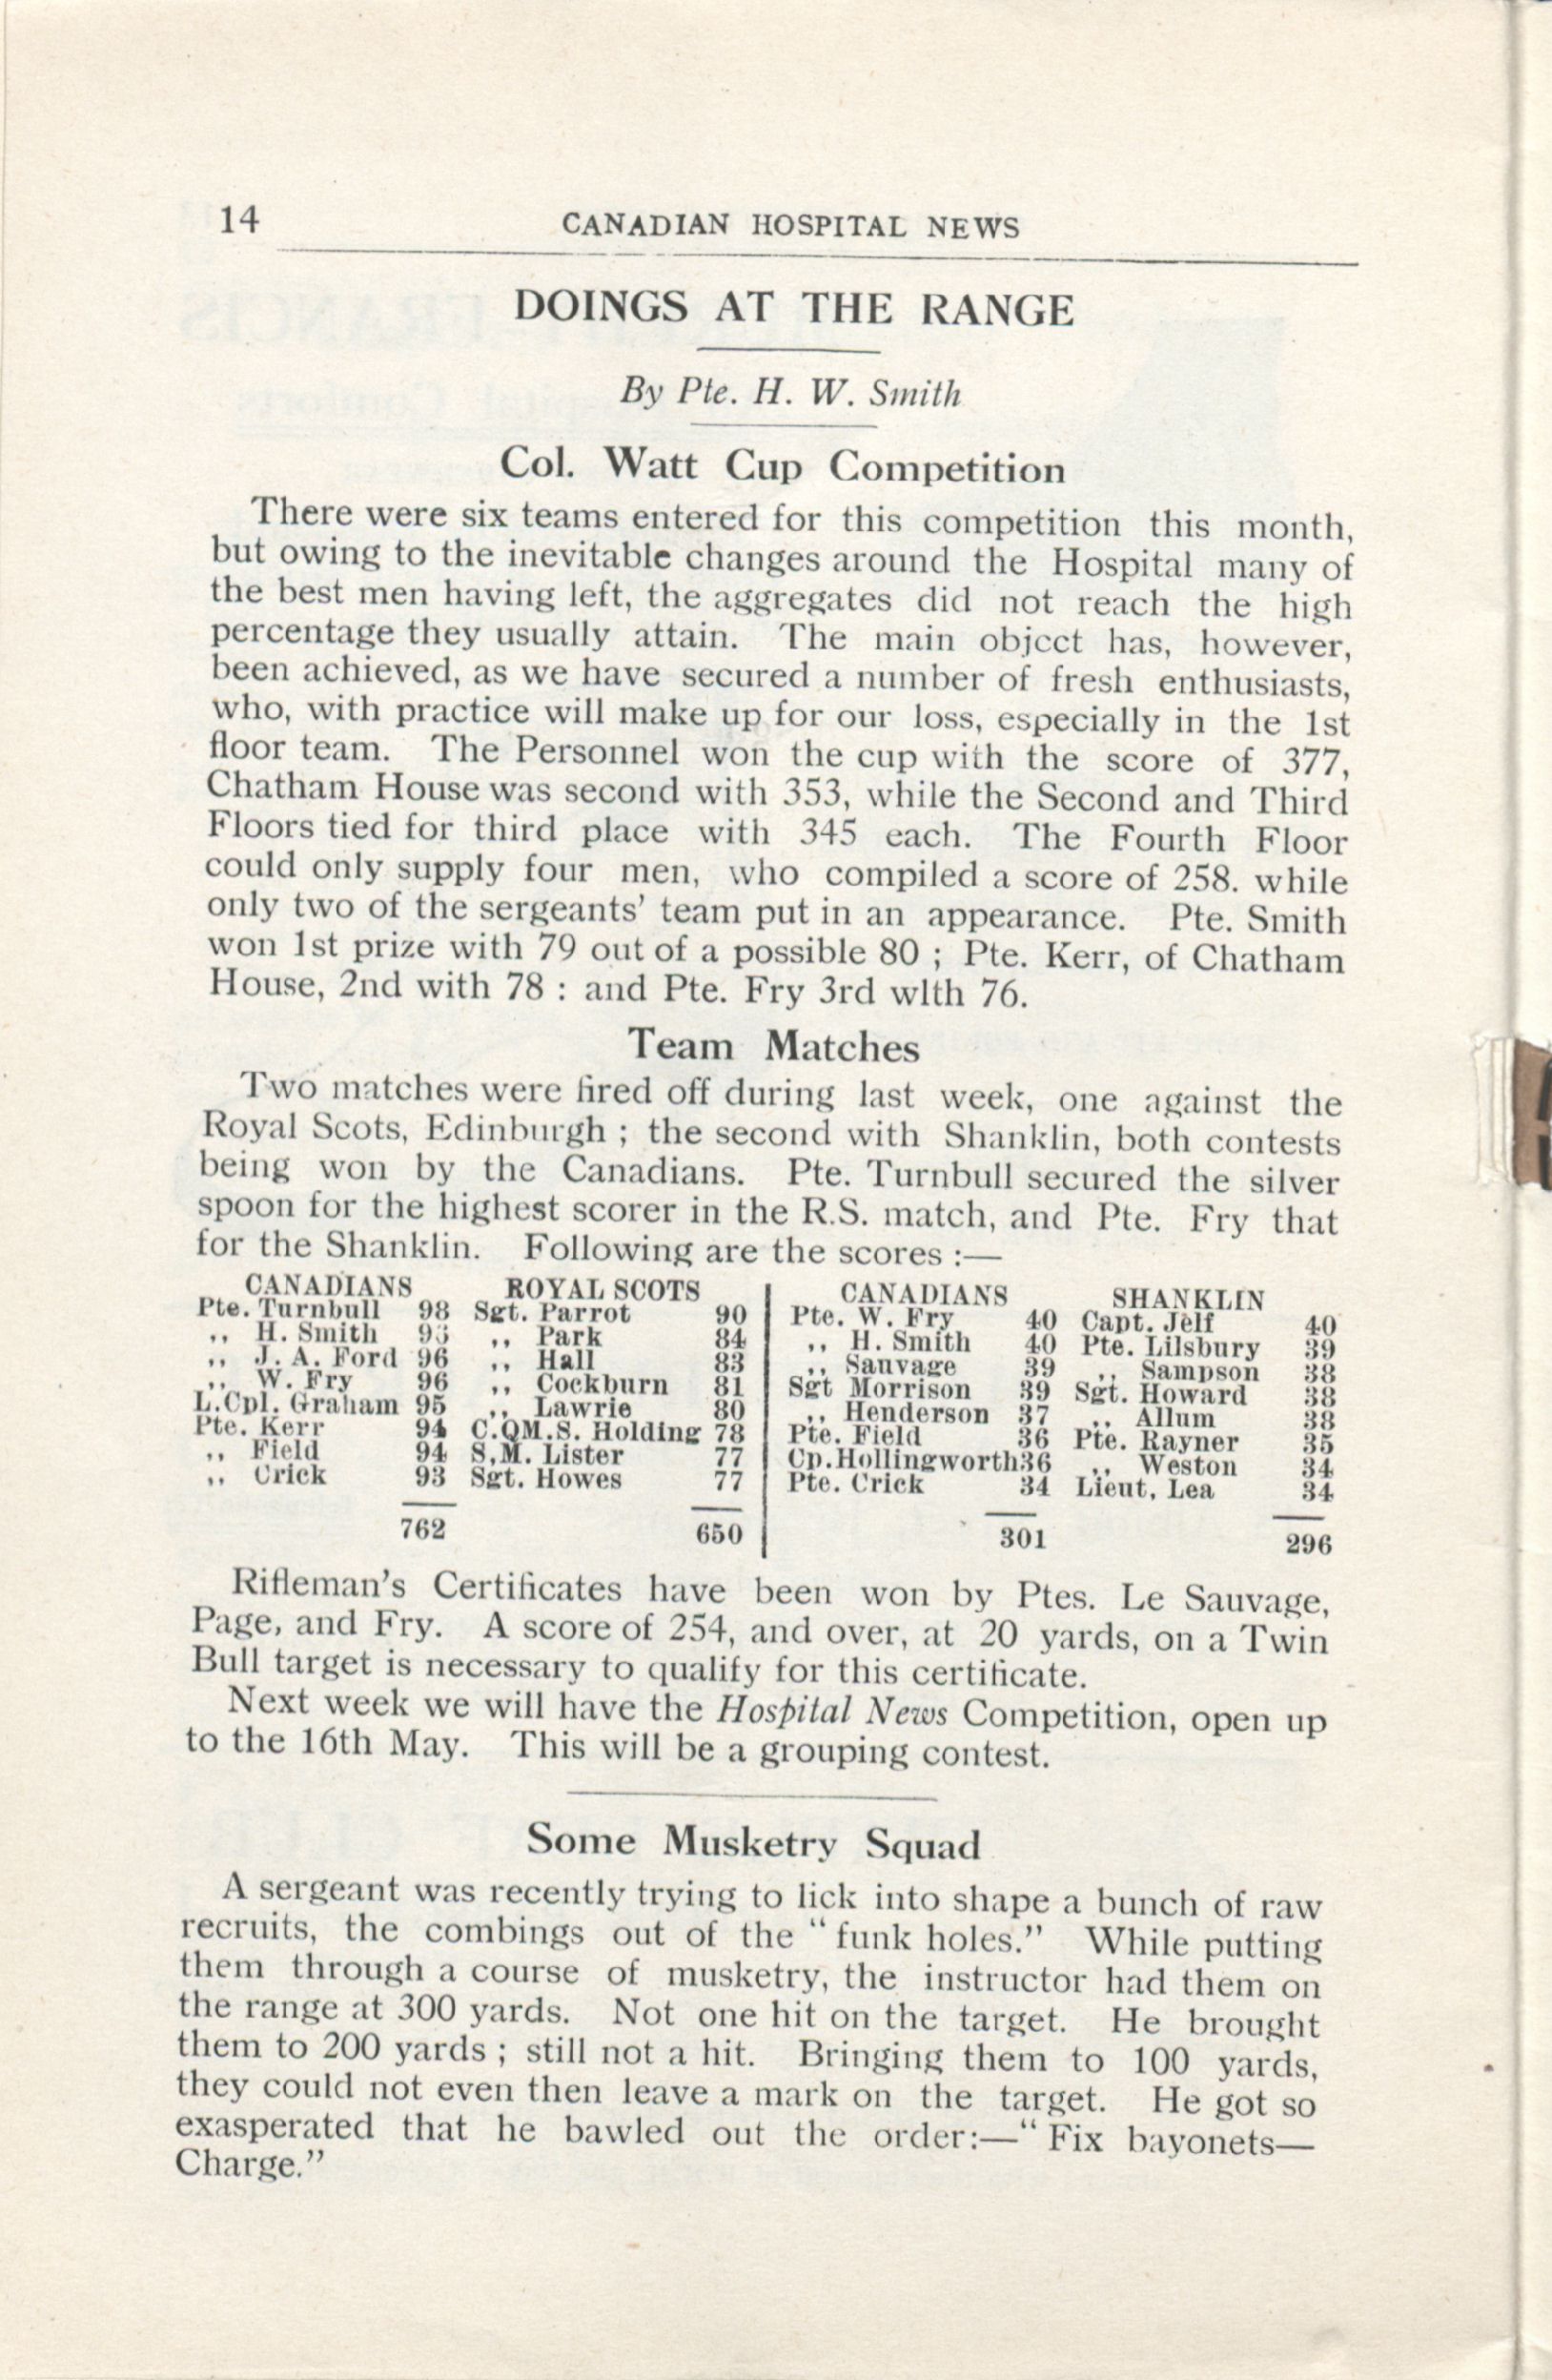 14
CANADIAN HOSPITAL NEWS
DOINGS AT THE RANGE
By Pte. H. W. Smith
Col. Watt Cup Competition
There were six teams entered for this competition this month,
but owing to the inevitable changes around the Hospital many of
the best men having left, the aggregates did not reach the high
percentage they usually attain. The main objcct has, however,
been achieved, as we have secured a number of fresh enthusiasts,
who, with practice will make up for our loss, especially in the 1st
floor team. The Personnel won the cup with the score of 377,
Chatham House was second with 353, while the Second and Third
Floors tied for third place with 345 each. The Fourth Floor
could only supply four men, who compiled a score of 258. while
only two of the sergeants' team put in an appearance. Pte. Smith
won 1st prize with 79 out of a possible 80 ; Pte. Kerr, of Chatham
House, 2nd with 78 : and Pte. Fry 3rd wlth 76.
Team Matches
Two matches were fired off during last week, one against the
Royal Scots, Edinburgh ; the second with Shanklin, both contests
being won by the Canadians. Pte. Turnbull secured the silver
spoon for the highest scorer in the R.S. match, and Pte. Fry that
for the Shanklin. Following are the scores :—
CANADIANS ROYAL SCOTS CANADIANS SHANKLIN
Pte. Turnbull 98 Sgt. Parrot 90 Pte. W. Fry 40 Capt. Jelf 40
,, H. Smith 96 ,, Park 84 ,, H. Smith 40 Pte. Lilsbury 39
,, J. A. Ford 96 ,, Hall 83 ,, Sauvage 39 ,, Sampson 38
,, W. Fry 96 ,, Cockburn 81 Sgt Morrison 39 Sgt. Howard 38
L.Cpl. Graham 95 ,, Lawrie 80 ,, Henderson 37 ,, Allum 38
Pte. Kerr 94 C.QM.S. Holding 78 Pte. Field 36 Pte. Rayner 35
,, Field 94 S.M. Lister 77 Cp.Hollingworth36 ,, Weston 34
,, Crick 93 Sgt. Howes 77 Pte. Crick 34 Lieut. Lea 34
762 650 301 296
Rifleman's Certificates have been won by Ptes. Le Sauvage,
Page, and Fry. A score of 254, and over, at 20 yards, on a Twin
Bull target is necessary to qualify for this certificate.
Next week we will have the Hospital News Competition, open up
to the 16th May. This will be a grouping contest.
Some Musketry Squad
A sergeant was recently trying to lick into shape a bunch of raw
recruits, the combings out of the "funk holes." While putting
them through a course of musketry, the instructor had them on
the range at 300 yards. Not one hit on the target. He brought
them to 200 yards ; still not a hit. Bringing them to 100 yards,
they could not even then leave a mark on the target. He got so
exasperated that he bawled out the order:—"Fix bayonets—
Charge."